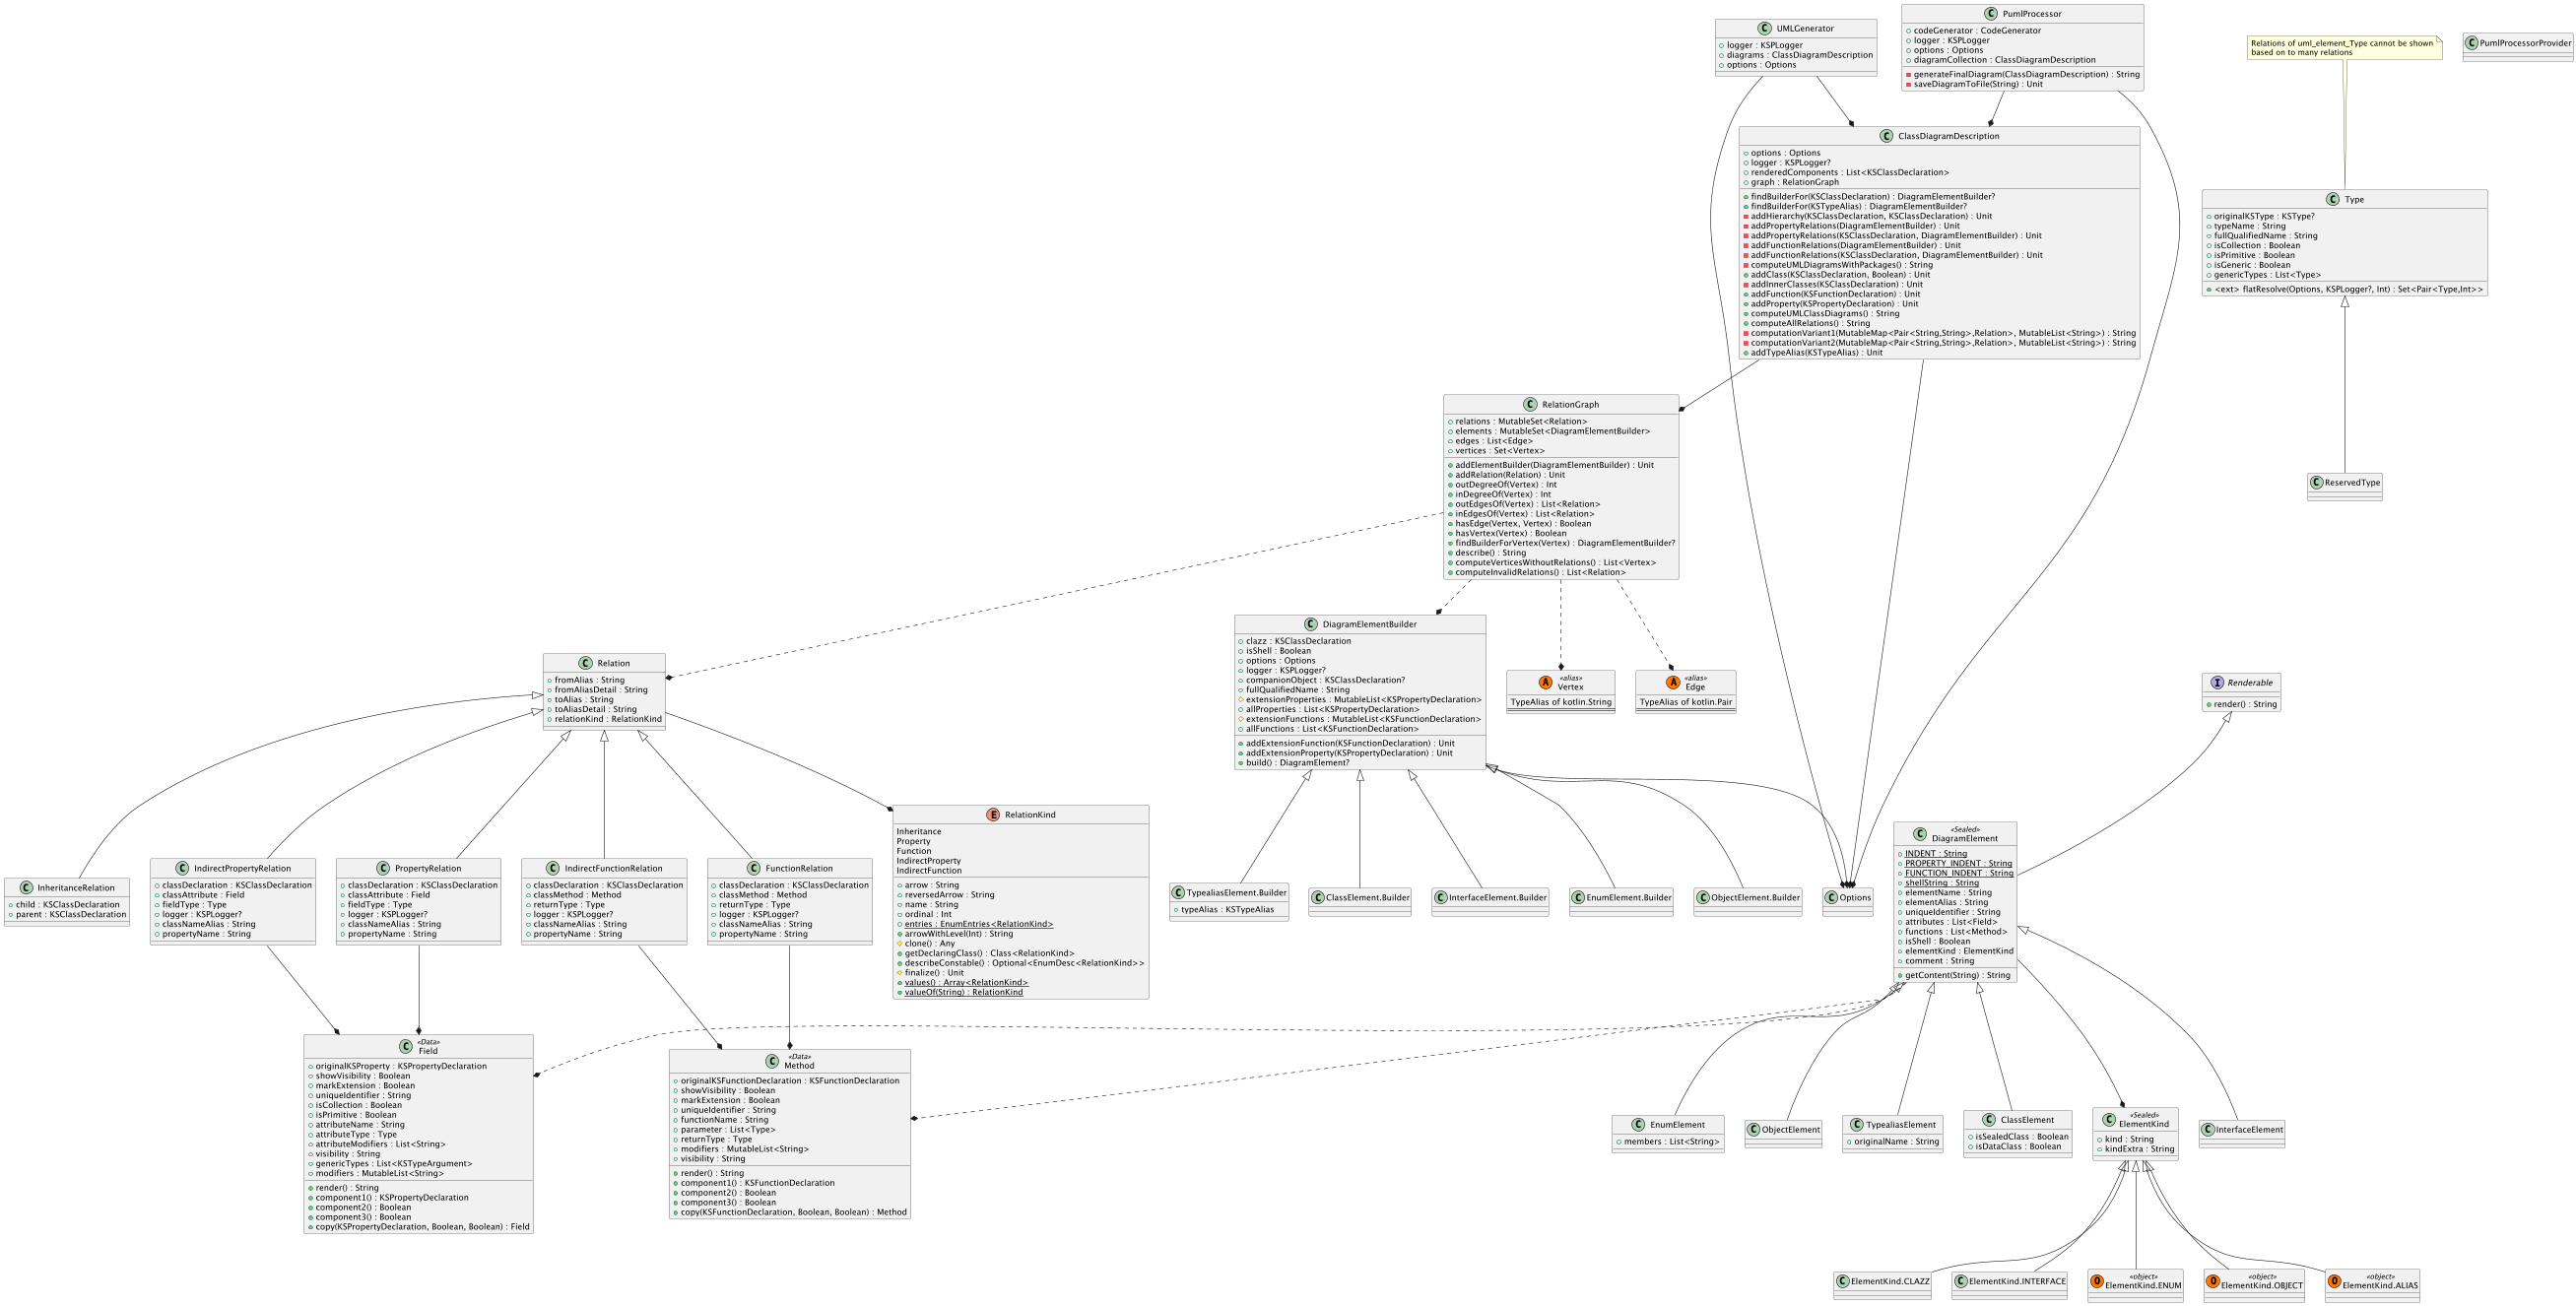 UMLGenerator
logger : KSPLogger
diagrams : ClassDiagramDescription
options : Options
PumlProcessor
codeGenerator : CodeGenerator
logger : KSPLogger
options : Options
diagramCollection : ClassDiagramDescription
generateFinalDiagram(ClassDiagramDescription) : String
saveDiagramToFile(String) : Unit
Relations of uml_element_Type cannot be shown
based on to many relations
PumlProcessorProvider
ClassDiagramDescription
options : Options
logger : KSPLogger?
renderedComponents : List<KSClassDeclaration>
graph : RelationGraph
findBuilderFor(KSClassDeclaration) : DiagramElementBuilder?
findBuilderFor(KSTypeAlias) : DiagramElementBuilder?
addHierarchy(KSClassDeclaration, KSClassDeclaration) : Unit
addPropertyRelations(DiagramElementBuilder) : Unit
addPropertyRelations(KSClassDeclaration, DiagramElementBuilder) : Unit
addFunctionRelations(DiagramElementBuilder) : Unit
addFunctionRelations(KSClassDeclaration, DiagramElementBuilder) : Unit
computeUMLDiagramsWithPackages() : String
addClass(KSClassDeclaration, Boolean) : Unit
addInnerClasses(KSClassDeclaration) : Unit
addFunction(KSFunctionDeclaration) : Unit
addProperty(KSPropertyDeclaration) : Unit
computeUMLClassDiagrams() : String
computeAllRelations() : String
computationVariant1(MutableMap<Pair<String,String>,Relation>, MutableList<String>) : String
computationVariant2(MutableMap<Pair<String,String>,Relation>, MutableList<String>) : String
addTypeAlias(KSTypeAlias) : Unit
Type
originalKSType : KSType?
typeName : String
fullQualifiedName : String
isCollection : Boolean
isPrimitive : Boolean
isGeneric : Boolean
genericTypes : List<Type>
<ext> flatResolve(Options, KSPLogger?, Int) : Set<Pair<Type,Int>>
RelationGraph
relations : MutableSet<Relation>
elements : MutableSet<DiagramElementBuilder>
edges : List<Edge>
vertices : Set<Vertex>
addElementBuilder(DiagramElementBuilder) : Unit
addRelation(Relation) : Unit
outDegreeOf(Vertex) : Int
inDegreeOf(Vertex) : Int
outEdgesOf(Vertex) : List<Relation>
inEdgesOf(Vertex) : List<Relation>
hasEdge(Vertex, Vertex) : Boolean
hasVertex(Vertex) : Boolean
findBuilderForVertex(Vertex) : DiagramElementBuilder?
describe() : String
computeVerticesWithoutRelations() : List<Vertex>
computeInvalidRelations() : List<Relation>
ReservedType
Relation
fromAlias : String
fromAliasDetail : String
toAlias : String
toAliasDetail : String
relationKind : RelationKind
DiagramElementBuilder
clazz : KSClassDeclaration
isShell : Boolean
options : Options
logger : KSPLogger?
companionObject : KSClassDeclaration?
fullQualifiedName : String
extensionProperties : MutableList<KSPropertyDeclaration>
allProperties : List<KSPropertyDeclaration>
extensionFunctions : MutableList<KSFunctionDeclaration>
allFunctions : List<KSFunctionDeclaration>
addExtensionFunction(KSFunctionDeclaration) : Unit
addExtensionProperty(KSPropertyDeclaration) : Unit
build() : DiagramElement?
A
«alias»
Vertex
TypeAlias of kotlin.String
A
«alias»
Edge
TypeAlias of kotlin.Pair
Renderable
render() : String
InheritanceRelation
child : KSClassDeclaration
parent : KSClassDeclaration
IndirectPropertyRelation
classDeclaration : KSClassDeclaration
classAttribute : Field
fieldType : Type
logger : KSPLogger?
classNameAlias : String
propertyName : String
PropertyRelation
classDeclaration : KSClassDeclaration
classAttribute : Field
fieldType : Type
logger : KSPLogger?
classNameAlias : String
propertyName : String
IndirectFunctionRelation
classDeclaration : KSClassDeclaration
classMethod : Method
returnType : Type
logger : KSPLogger?
classNameAlias : String
propertyName : String
FunctionRelation
classDeclaration : KSClassDeclaration
classMethod : Method
returnType : Type
logger : KSPLogger?
classNameAlias : String
propertyName : String
RelationKind
Inheritance
Property
Function
IndirectProperty
IndirectFunction
arrow : String
reversedArrow : String
name : String
ordinal : Int
entries : EnumEntries<RelationKind>
arrowWithLevel(Int) : String
clone() : Any
getDeclaringClass() : Class<RelationKind>
describeConstable() : Optional<EnumDesc<RelationKind>>
finalize() : Unit
values() : Array<RelationKind>
valueOf(String) : RelationKind
TypealiasElement.Builder
typeAlias : KSTypeAlias
ClassElement.Builder
InterfaceElement.Builder
EnumElement.Builder
ObjectElement.Builder
Options
«Sealed»
DiagramElement
INDENT : String
PROPERTY_INDENT : String
FUNCTION_INDENT : String
shellString : String
elementName : String
elementAlias : String
uniqueIdentifier : String
attributes : List<Field>
functions : List<Method>
isShell : Boolean
elementKind : ElementKind
comment : String
getContent(String) : String
«Data»
Field
originalKSProperty : KSPropertyDeclaration
showVisibility : Boolean
markExtension : Boolean
uniqueIdentifier : String
isCollection : Boolean
isPrimitive : Boolean
attributeName : String
attributeType : Type
attributeModifiers : List<String>
visibility : String
genericTypes : List<KSTypeArgument>
modifiers : MutableList<String>
render() : String
component1() : KSPropertyDeclaration
component2() : Boolean
component3() : Boolean
copy(KSPropertyDeclaration, Boolean, Boolean) : Field
«Data»
Method
originalKSFunctionDeclaration : KSFunctionDeclaration
showVisibility : Boolean
markExtension : Boolean
uniqueIdentifier : String
functionName : String
parameter : List<Type>
returnType : Type
modifiers : MutableList<String>
visibility : String
render() : String
component1() : KSFunctionDeclaration
component2() : Boolean
component3() : Boolean
copy(KSFunctionDeclaration, Boolean, Boolean) : Method
EnumElement
members : List<String>
ObjectElement
TypealiasElement
originalName : String
ClassElement
isSealedClass : Boolean
isDataClass : Boolean
«Sealed»
ElementKind
kind : String
kindExtra : String
InterfaceElement
ElementKind.CLAZZ
ElementKind.INTERFACE
«object»
ElementKind.ENUM
«object»
ElementKind.OBJECT
«object»
ElementKind.ALIAS